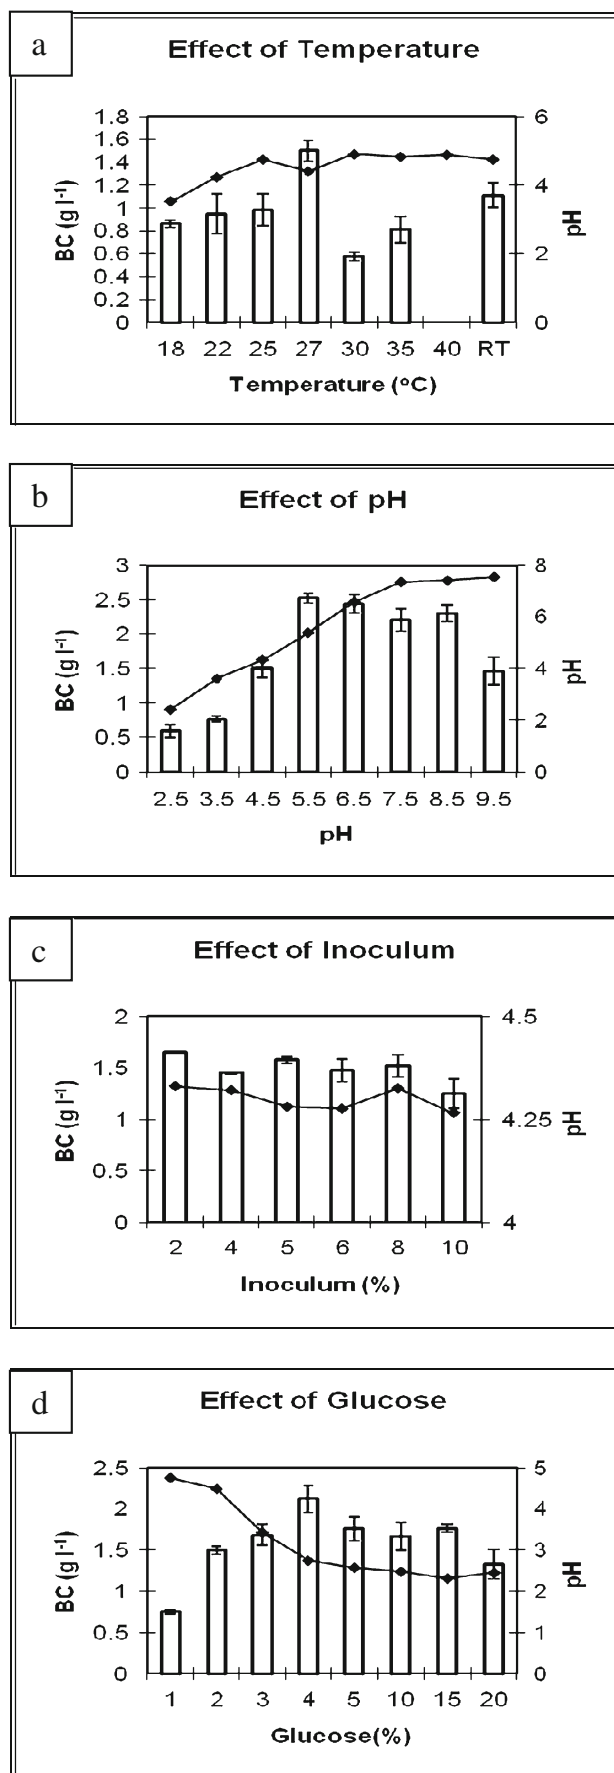 a
Effect of Temperature
1.8
1.6
1.4
1.2
1
0.8
0.6
0.4
0.2
0
BC (g l-1)
6
4
2
0
pH
18 22 25 27 30 35 40 RT
Temperature (°C)
b
Effect of pH
3
2.5
2
1.5
1
0.5
0
BC (g l-1)
8
6
4
2
0
pH
2.5 3.5 4.5 5.5 6.5 7.5 8.5 9.5
pH
c
Effect of Inoculum
2
1.5
1
0.5
0
BC (g l-1)
4.5
4.25
4
pH
2 4 5 6 8 10
Inoculum (%)
d
Effect of Glucose
2.5
2
1.5
1
0.5
0
BC (g l-1)
5
4
3
2
1
0
pH
1 2 3 4 5 10 15 20
Glucose(%)